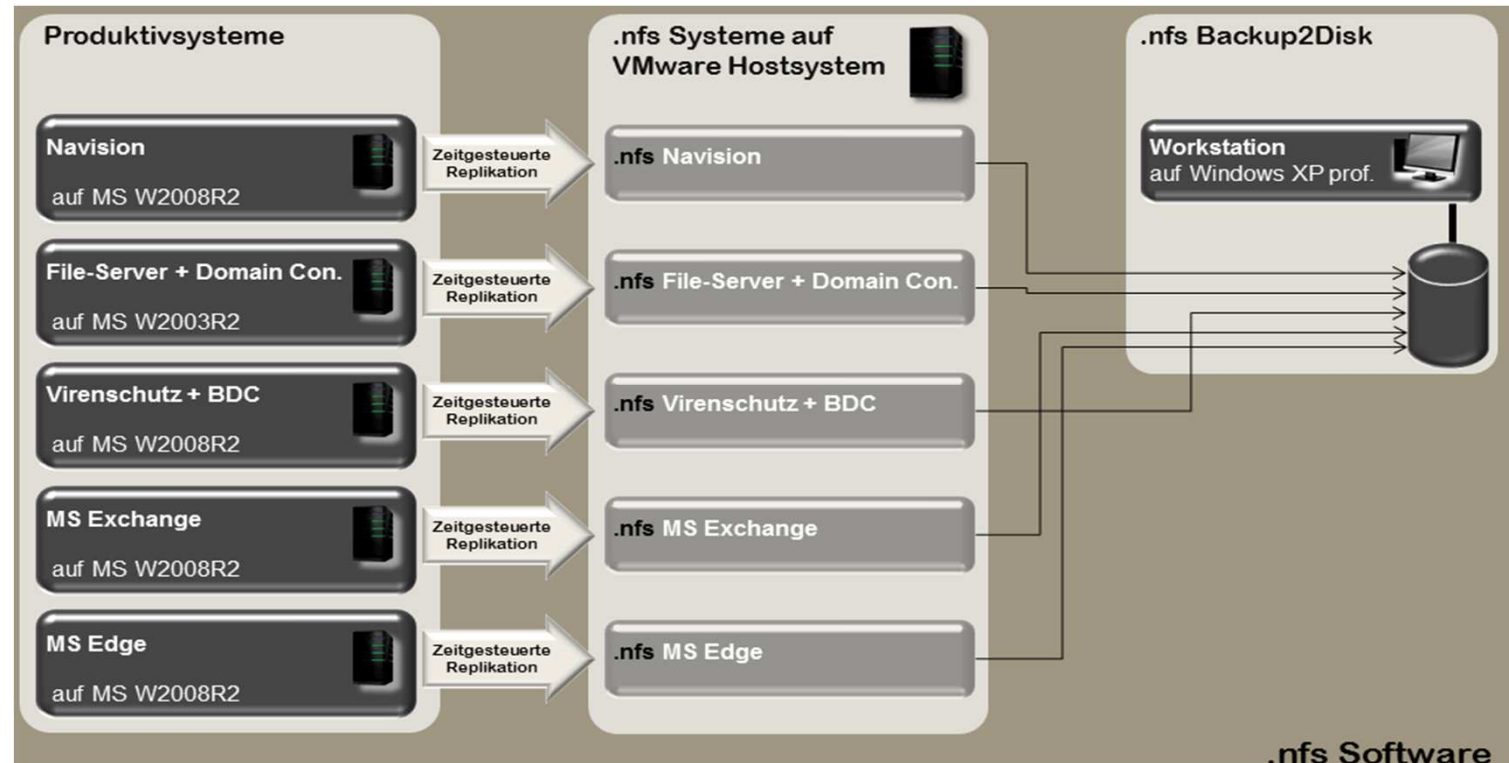 Produktivsysteme
Navision
auf MS W2008R2
File-Server + Domain Con.
auf MS W2003R2
Virenschutz + BDC
auf MS W2008R2
MS Exchange
auf MS W2008R2
MS Edge
auf MS W2008R2
Zeitgesteuerte
Replikation
Zeitgesteuerte
Replikation
Zeitgesteuerte
Replikation
Zeitgesteuerte
Replikation
Zeitgesteuerte
Replikation
.nfs Systeme auf
VMware Hostsystem
.nfs Navision
.nfs File-Server + Domain Con.
.nfs Virenschutz + BDC
.nfs MS Exchange
.nfs MS Edge
.nfs Backup2Disk
Workstation
auf Windows XP prof.
.nfs Software